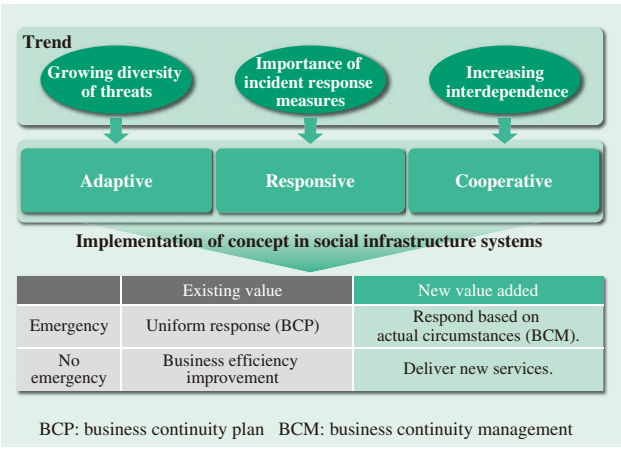 Trend
Growing diversity
of threats
Importance of
incident response
measures
Increasing
interdependence
Adaptive
Responsive
Cooperative
Implementation of concept in social infrastructure systems
Existing value
New value added
Emergency
Uniform response (BCP)
Respond based on
actual circumstances (BCM).
No
emergency
Business efficiency
improvement
Deliver new services.
BCP: business continuity plan BCM: business continuity management